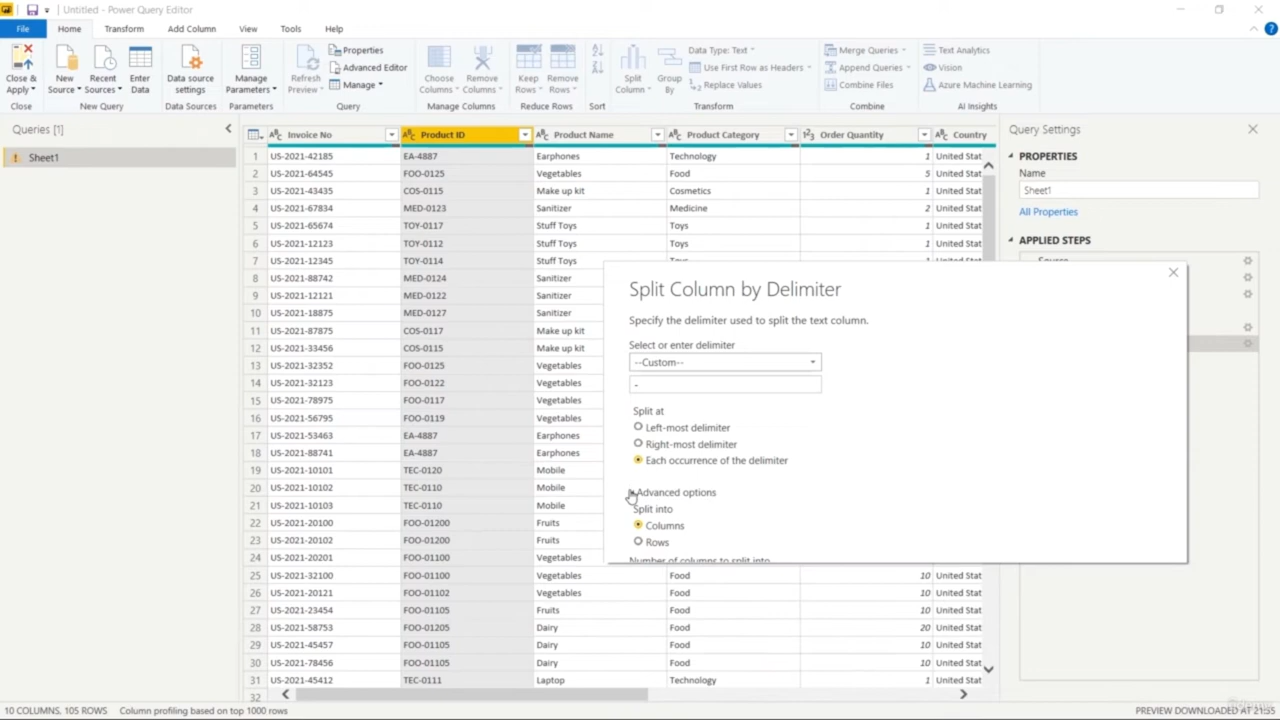 Untitled - Power Query Editor
File Home Transform Add Column View Tools Help
Close & Apply New Source Recent Sources Enter Data Data source settings Manage Parameters Refresh Preview Properties Advanced Editor Manage Choose Columns Remove Columns Keep Rows Remove Rows Split Column Group By Data Type: Text Use First Row as Headers Replace Values Merge Queries Append Queries Combine Files Text Analytics Vision Azure Machine Learning
Close New Query Data Sources Parameters Query Manage Columns Reduce Rows Sort Transform Combine AI Insights
Queries [1]
Sheet1
Invoice No Product ID Product Name Product Category Order Quantity Country
1 US-2021-42185 EA-4887 Earphones Technology 1 United Stat
2 US-2021-64545 FOO-0125 Vegetables Food 5 United Stat
3 US-2021-43435 COS-0115 Make up kit Cosmetics 1 United Stat
4 US-2021-67834 MED-0123 Sanitizer Medicine 2 United Stat
5 US-2021-65674 TOY-0117 Stuff Toys Toys 1 United Stat
6 US-2021-12123 TOY-0112 Stuff Toys Toys 1 United Stat
7 US-2021-12345 TOY-0114 Stuff Toys Toys 1 United Stat
8 US-2021-88742 MED-0124 Sanitizer
9 US-2021-12121 MED-0122 Sanitizer
10 US-2021-18875 MED-0127 Sanitizer
11 US-2021-87875 COS-0117 Make up kit
12 US-2021-33456 COS-0115 Make up kit
13 US-2021-32352 FOO-0125 Vegetables
14 US-2021-32123 FOO-0122 Vegetables
15 US-2021-78975 FOO-0117 Vegetables
16 US-2021-56795 FOO-0119 Vegetables
17 US-2021-53463 EA-4887 Earphones
18 US-2021-88741 EA-4887 Earphones
19 US-2021-10101 TEC-0120 Mobile
20 US-2021-10102 TEC-0110 Mobile
21 US-2021-10103 TEC-0110 Mobile
22 US-2021-20100 FOO-01200 Fruits
23 US-2021-20102 FOO-01200 Fruits
24 US-2021-20201 FOO-01100 Vegetables
25 US-2021-32100 FOO-01100 Vegetables Food 10 United Stat
26 US-2021-20121 FOO-01102 Vegetables Food 10 United Stat
27 US-2021-23454 FOO-01105 Fruits Food 10 United Stat
28 US-2021-58753 FOO-01205 Dairy Food 20 United Stat
29 US-2021-45457 FOO-01105 Dairy Food 10 United Stat
30 US-2021-78456 FOO-01105 Dairy Food 10 United Stat
31 US-2021-45412 TEC-0111 Laptop Technology 1 United Stat
32
Split Column by Delimiter
Specify the delimiter used to split the text column.
Select or enter delimiter
--Custom--
-
Split at
Left-most delimiter
Right-most delimiter
Each occurrence of the delimiter
Advanced options
Split into
Columns
Rows
Number of columns to split into
Query Settings
PROPERTIES
Name
Sheet1
All Properties
APPLIED STEPS
Source
10 COLUMNS, 105 ROWS Column profiling based on top 1000 rows
PREVIEW DOWNLOADED AT 21:55